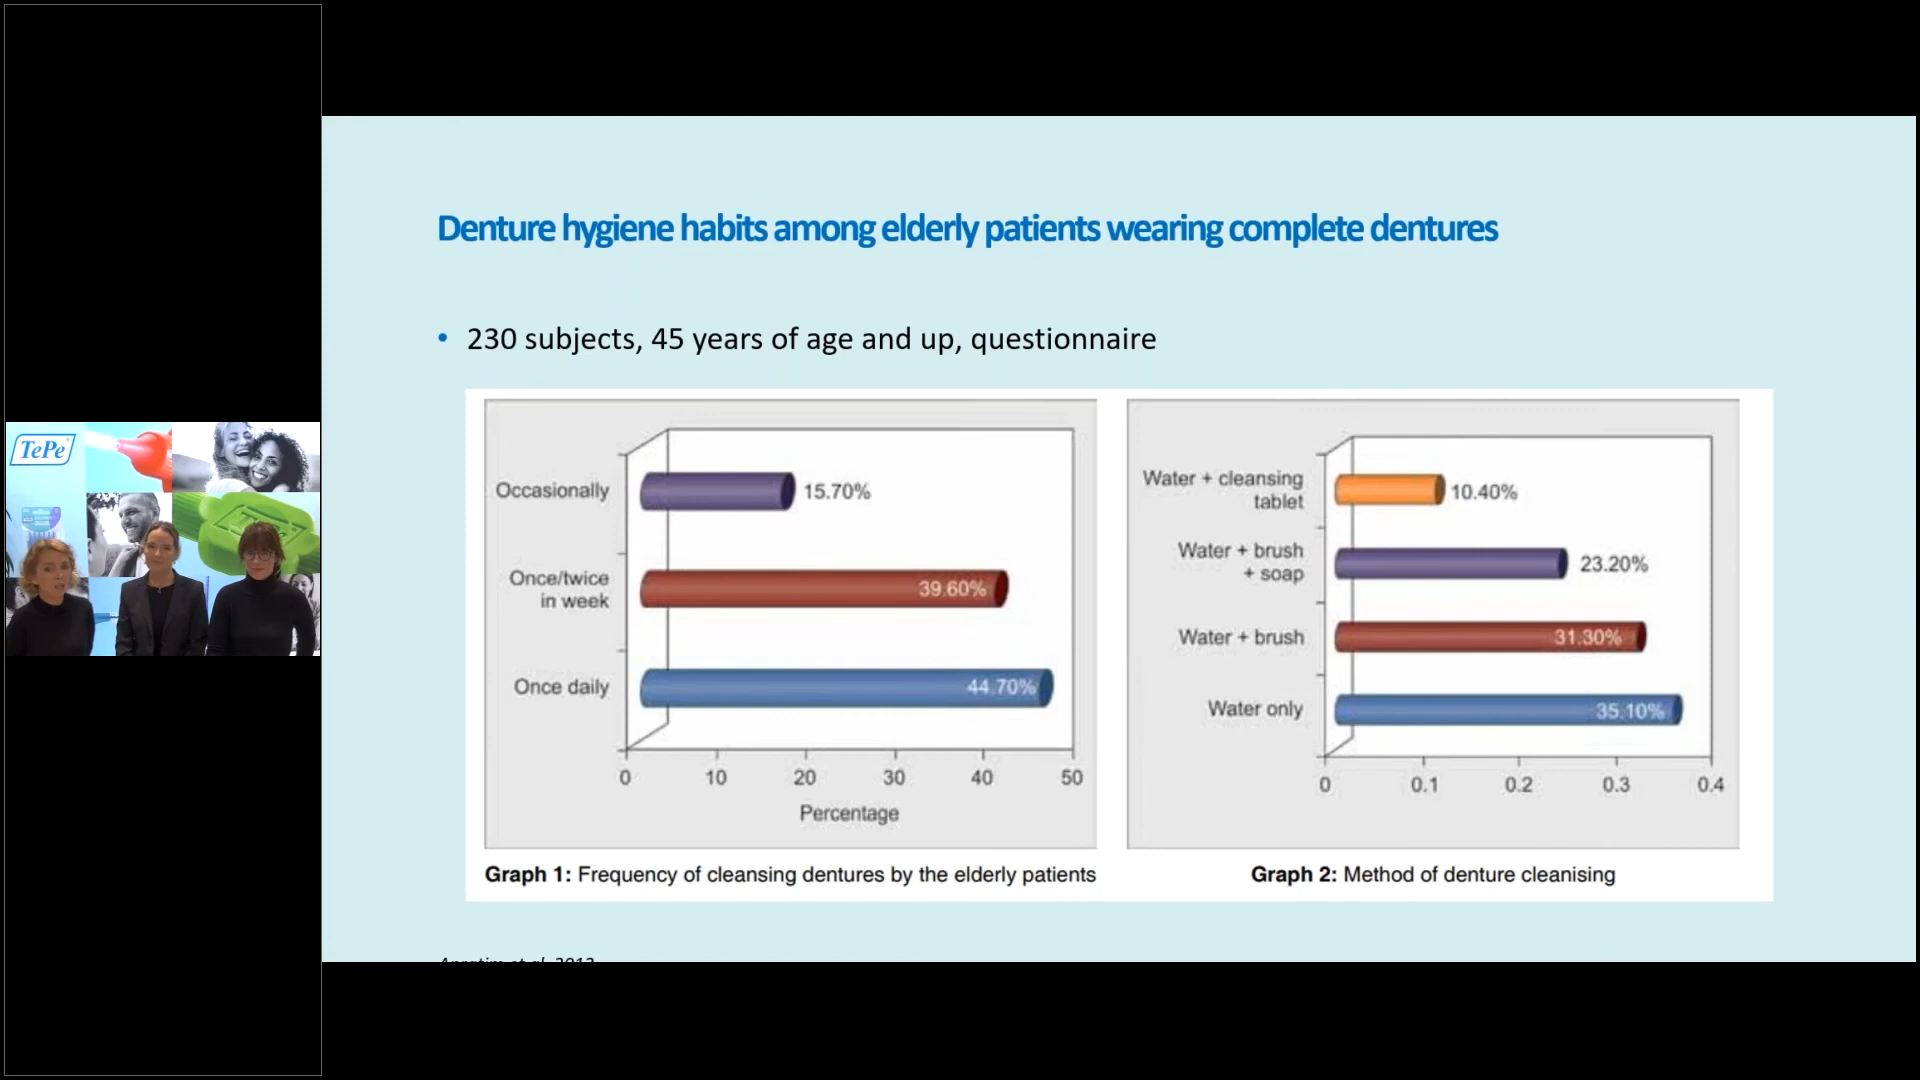 TePe
Denture hygiene habits among elderly patients wearing complete dentures
• 230 subjects, 45 years of age and up, questionnaire
Occasionally
15.70%
Once/twice
in week
39.60%
Once daily
44.70%
0 10 20 30 40 50
Percentage
Graph 1: Frequency of cleansing dentures by the elderly patients
Water + cleansing
tablet
10.40%
Water + brush
+ soap
23.20%
Water + brush
31.30%
Water only
35.10%
0 0.1 0.2 0.3 0.4
Graph 2: Method of denture cleanising